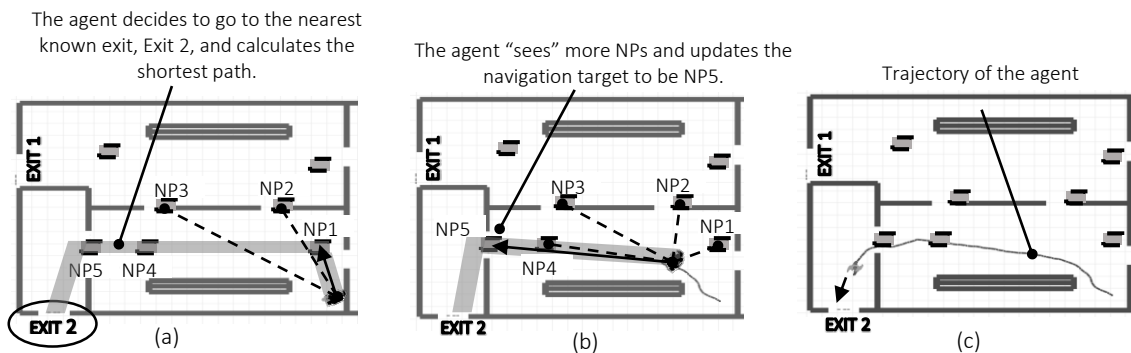 The agent decides to go to the nearest
known exit, Exit 2, and calculates the
shortest path.
The agent “sees” more NPs and updates the
navigation target to be NP5.
Trajectory of the agent
EXIT 1
NP3
NP2
NP1
NP5
NP4
EXIT 2
(a)
EXIT 1
NP3
NP2
NP1
NP5
NP4
EXIT 2
(b)
EXIT 1
EXIT 2
(c)